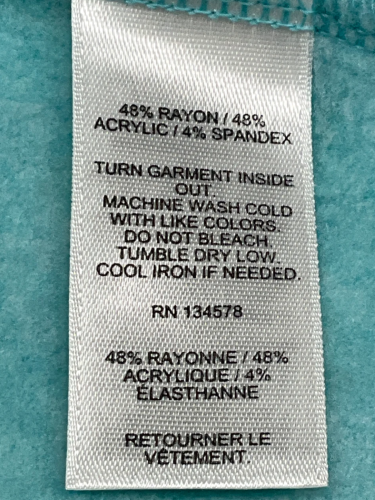 48% RAYON / 48%
ACRYLIC / 4% SPANDEX
TURN GARMENT INSIDE
OUT.
MACHINE WASH COLD
WITH LIKE COLORS.
DO NOT BLEACH.
TUMBLE DRY LOW.
COOL IRON IF NEEDED.
RN 134578
48% RAYONNE / 48%
ACRYLIQUE / 4%
ÉLASTHANNE
RETOURNER LE
VÊTEMENT.